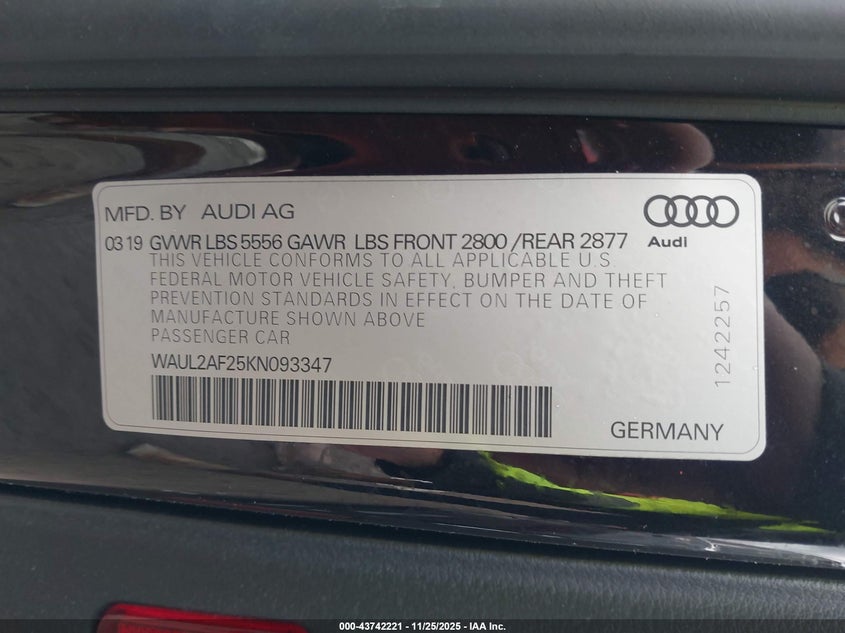 MFD. BY AUDI AG
Audi
03 19 GVWR LBS 5556 GAWR LBS FRONT 2800 /REAR 2877
THIS VEHICLE CONFORMS TO ALL APPLICABLE U.S
FEDERAL MOTOR VEHICLE SAFETY, BUMPER AND THEFT
PREVENTION STANDARDS IN EFFECT ON THE DATE OF
MANUFACTURE SHOWN ABOVE
PASSENGER CAR
WAUL2AF25KN093347
1242257
GERMANY
000-43742221 - 11/25/2025 - IAA Inc.